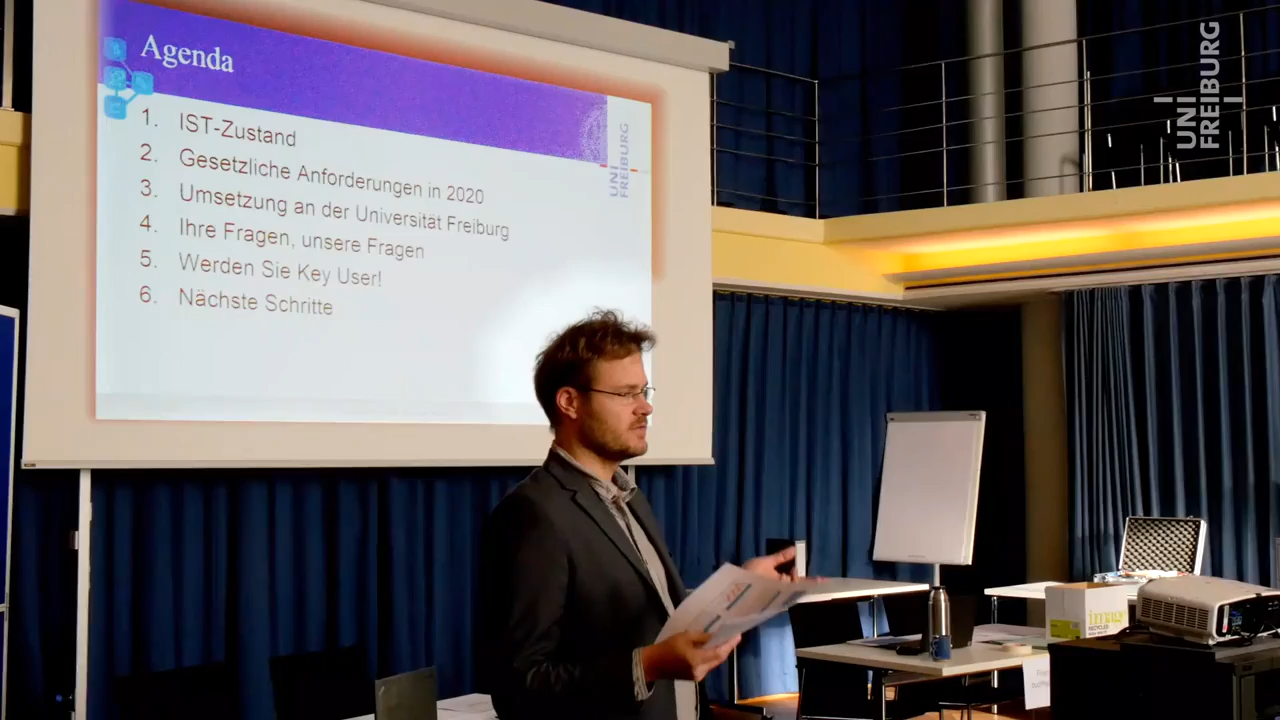 Agenda
1. IST-Zustand
2. Gesetzliche Anforderungen in 2020
3. Umsetzung an der Universität Freiburg
4. Ihre Fragen, unsere Fragen
5. Werden Sie Key User!
6. Nächste Schritte
UNI
FREIBURG
UNI
FREIBURG
image